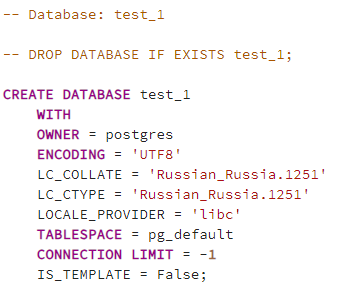 -- Database: test_1
-- DROP DATABASE IF EXISTS test_1;
CREATE DATABASE test_1
WITH
OWNER = postgres
ENCODING = 'UTF8'
LC_COLLATE = 'Russian_Russia.1251'
LC_CTYPE = 'Russian_Russia.1251'
LOCALE_PROVIDER = 'libc'
TABLESPACE = pg_default
CONNECTION LIMIT = -1
IS_TEMPLATE = False;